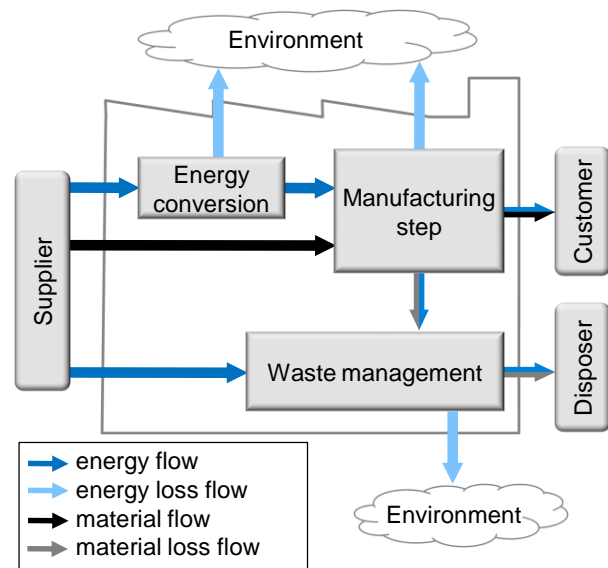 Environment
Energy
conversion
Manufacturing
step
Customer
Supplier
Waste management
Disposer
energy flow
energy loss flow
material flow
material loss flow
Environment